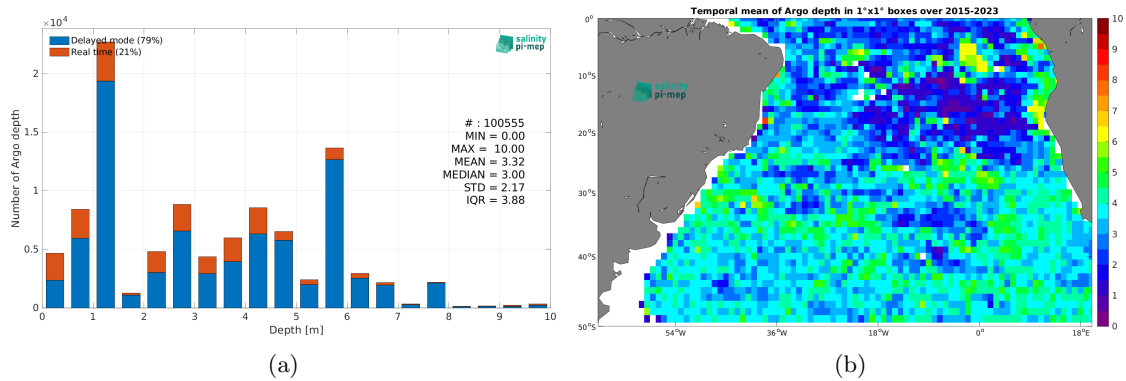 ×10⁴
Delayed mode (79%)
Real time (21%)
salinity
pi-mep
Number of Argo depth
2
1.5
1
0.5
0
# : 100555
MIN = 0.00
MAX = 10.00
MEAN = 3.32
MEDIAN = 3.00
STD = 2.17
IQR = 3.88
0 1 2 3 4 5 6 7 8 9 10
Depth [m]
(a)
Temporal mean of Argo depth in 1°x1° boxes over 2015-2023
0°
10°S
20°S
30°S
40°S
50°S
salinity
pi-mep
54°W 36°W 18°W 0° 18°E
10
9
8
7
6
5
4
3
2
1
0
(b)